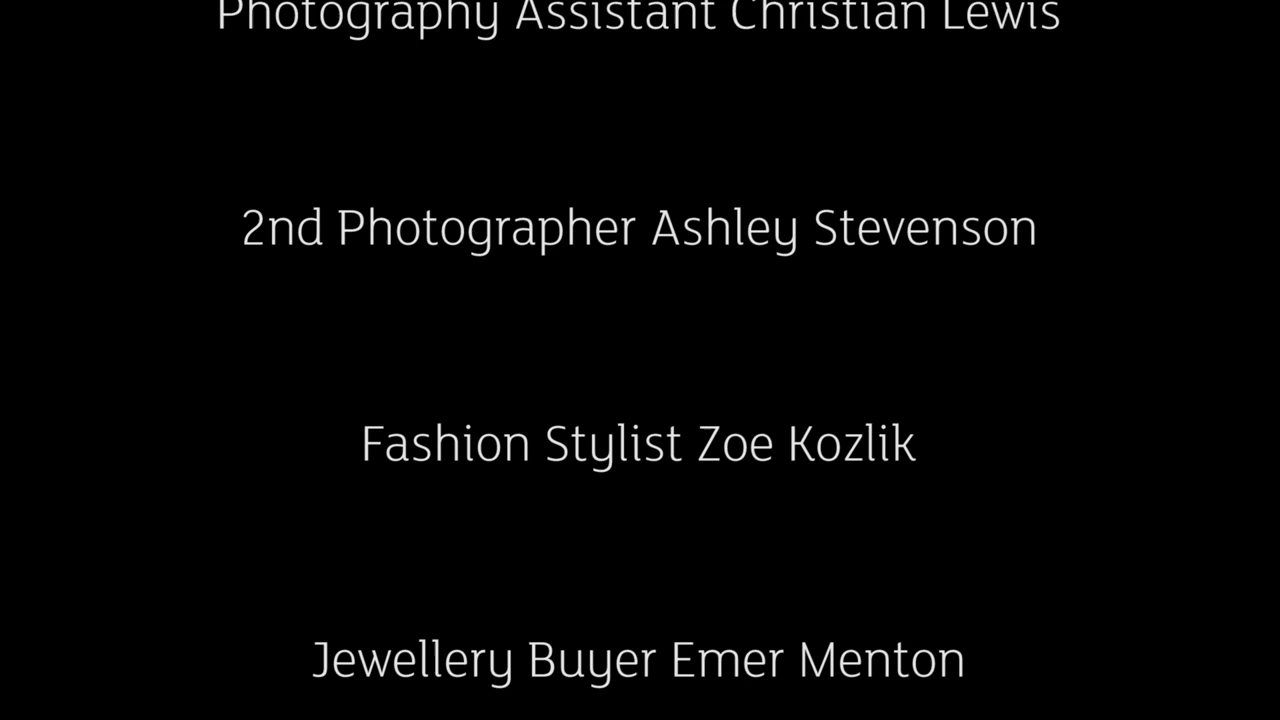 Photography Assistant Christian Lewis
2nd Photographer Ashley Stevenson
Fashion Stylist Zoe Kozlik
Jewellery Buyer Emer Menton